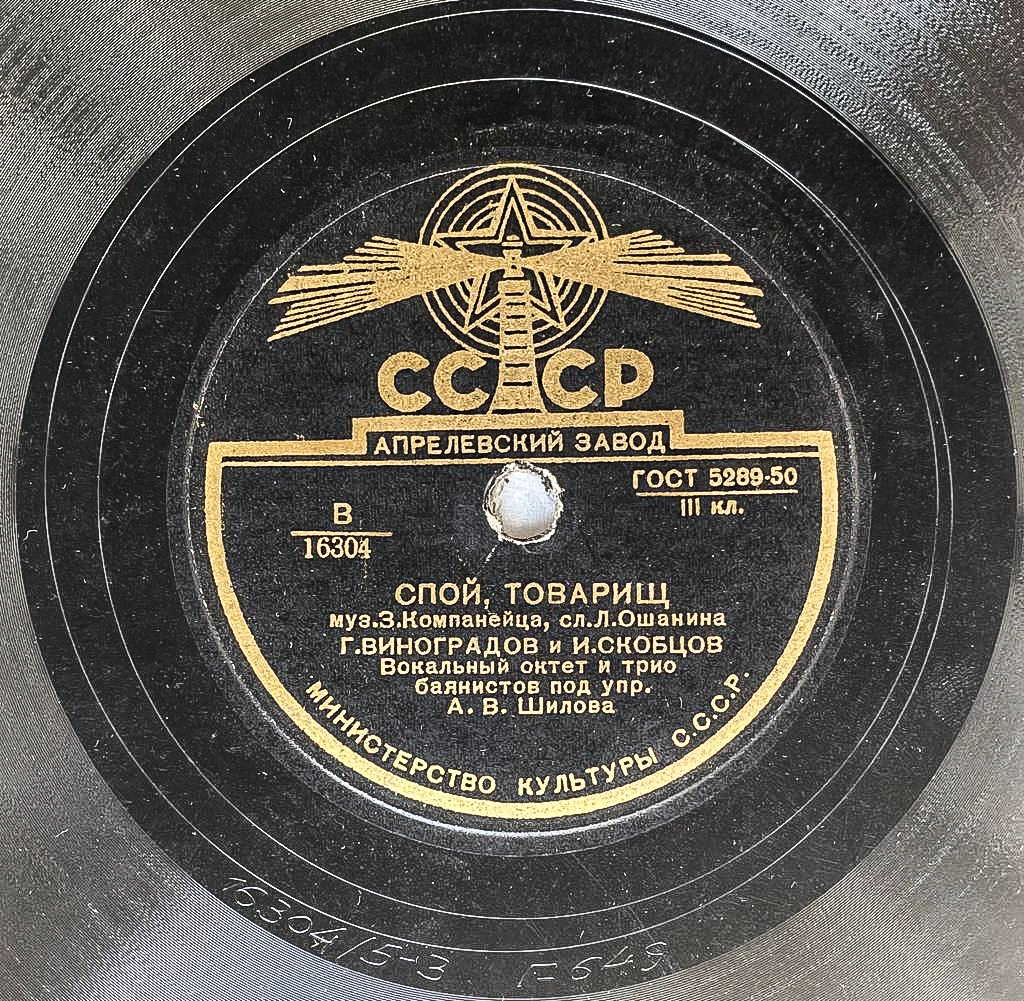 СССР
АПРЕЛЕВСКИЙ ЗАВОД
ГОСТ 5289-50
III кл.
В
16304
СПОЙ, ТОВАРИЩ
муз.З.Компанейца, сл.Л.Ошанина
Г.ВИНОГРАДОВ и И.СКОБЦОВ
Вокальный октет и трио
баянистов под упр.
А. В. Шилова
МИНИСТЕРСТВО КУЛЬТУРЫ С.С.С.Р.
16304/5-3